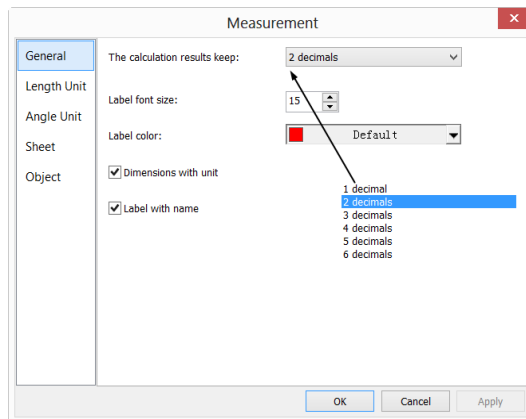 Measurement
General
Length Unit
Angle Unit
Sheet
Object
The calculation results keep:
2 decimals
Label font size:
15
Label color:
Default
Dimensions with unit
Label with name
1 decimal
2 decimals
3 decimals
4 decimals
5 decimals
6 decimals
OK
Cancel
Apply